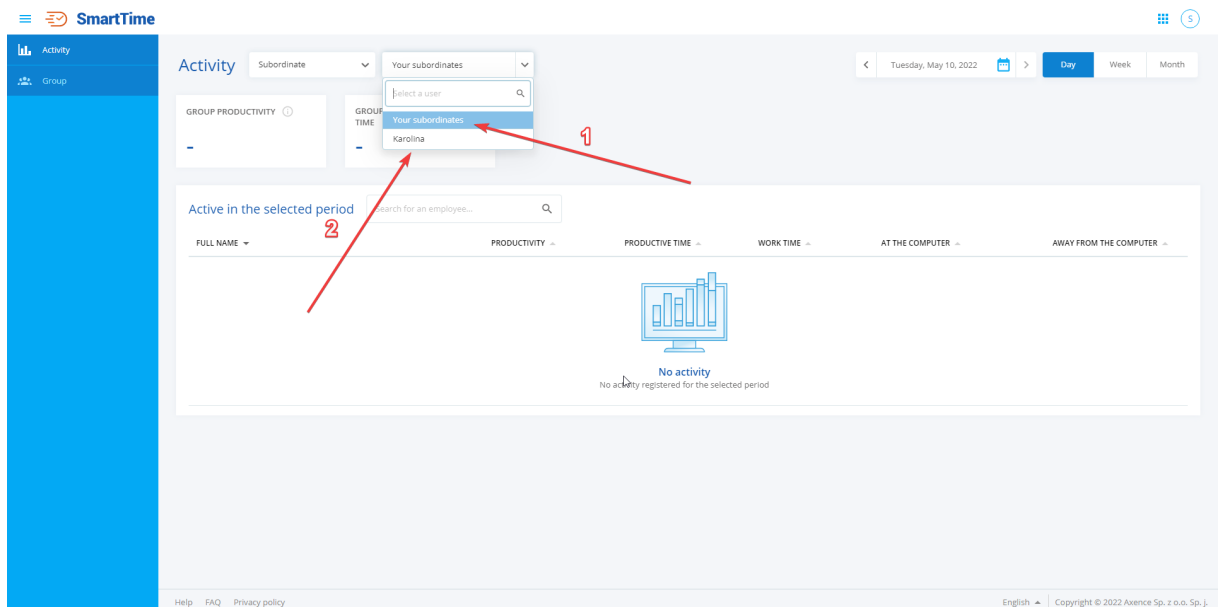 SmartTime
S
Activity
Group
Activity
Subordinate
Your subordinates
Tuesday, May 10, 2022
Day
Week
Month
Select a user
Your subordinates
Karolina
GROUP PRODUCTIVITY
-
GROUP
TIME
-
1
2
Active in the selected period
Search for an employee...
FULL NAME
PRODUCTIVITY
PRODUCTIVE TIME
WORK TIME
AT THE COMPUTER
AWAY FROM THE COMPUTER
No activity
No activity registered for the selected period
Help
FAQ
Privacy policy
English
Copyright © 2022 Axence Sp. z o.o. Sp. j.